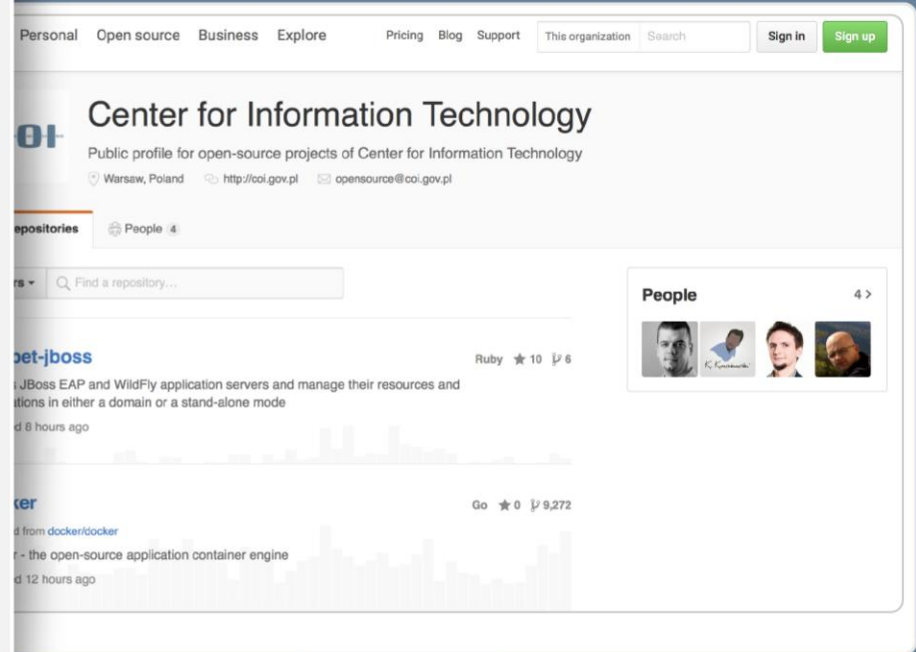 Personal Open source Business Explore Pricing Blog Support This organization Search Sign in Sign up
Center for Information Technology
Public profile for open-source projects of Center for Information Technology
Warsaw, Poland http://coi.gov.pl opensource@coi.gov.pl
epositories People 4
rs Find a repository...
People 4
pet-jboss Ruby 10 6
JBoss EAP and WildFly application servers and manage their resources and
ations in either a domain or a stand-alone mode
d 8 hours ago
ker Go 0 9,272
d from docker/docker
r - the open-source application container engine
d 12 hours ago